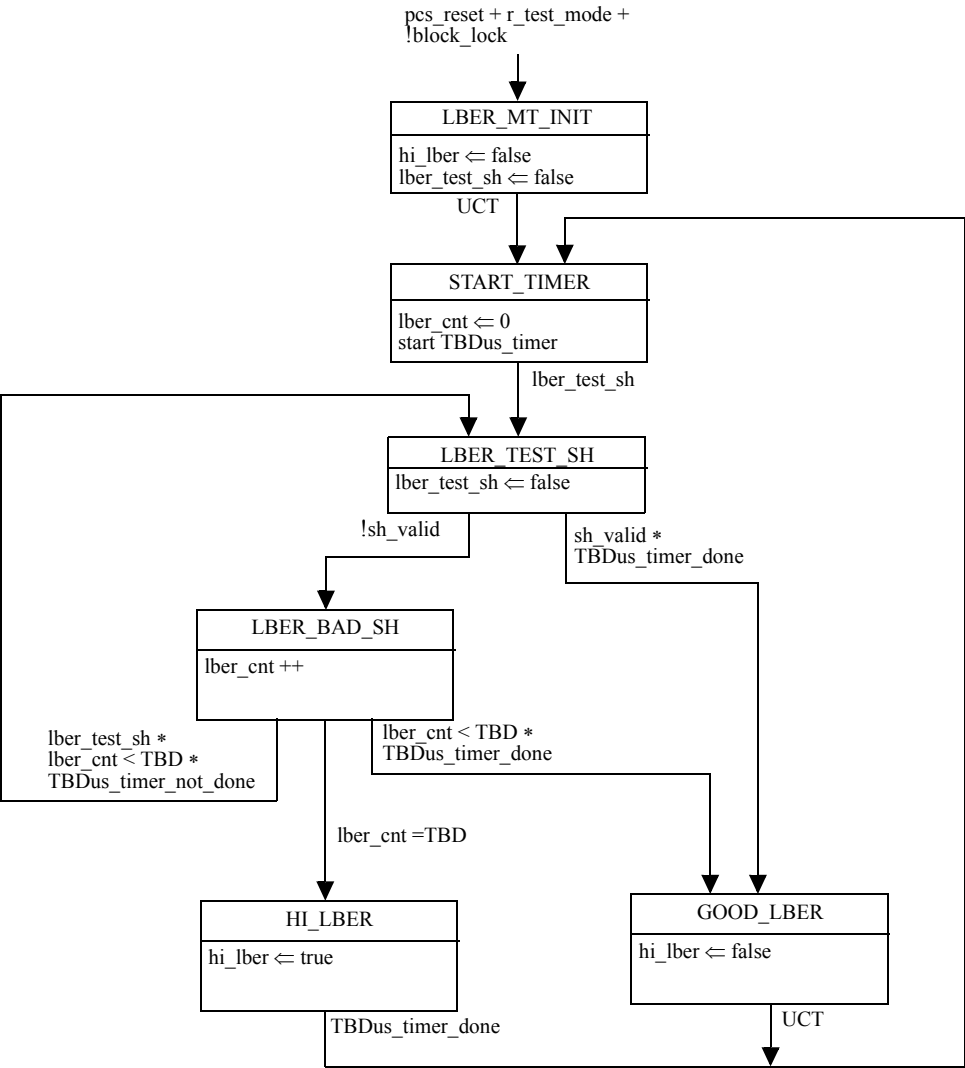 pcs_reset + r_test_mode +
!block_lock
LBER_MT_INIT
hi_lber ⇐ false
lber_test_sh ⇐ false
UCT
START_TIMER
lber_cnt ⇐ 0
start TBDus_timer
lber_test_sh
LBER_TEST_SH
lber_test_sh ⇐ false
!sh_valid
sh_valid *
TBDus_timer_done
LBER_BAD_SH
lber_cnt ++
lber_test_sh *
lber_cnt < TBD *
TBDus_timer_not_done
lber_cnt < TBD *
TBDus_timer_done
lber_cnt =TBD
HI_LBER
hi_lber ⇐ true
TBDus_timer_done
GOOD_LBER
hi_lber ⇐ false
UCT